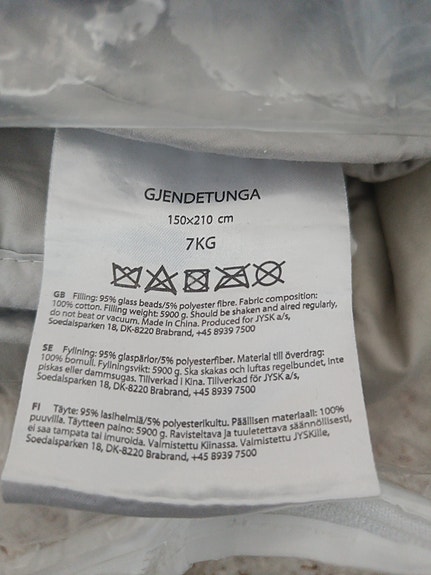 GJENDETUNGA
150x210 cm
7KG
GB Filling: 95% glass beads/5% polyester fibre. Fabric composition:
100% cotton. Filling weight: 5900 g. Should be shaken and aired regularly,
do not beat or vacuum. Made in China. Produced for JYSK a/s,
Soedalsparken 18, DK-8220 Brabrand, +45 8939 7500
SE Fyllning: 95% glaspärlor/5% polyesterfiber. Material till överdrag:
100% bomull. Fyllningsvikt: 5900 g. Ska skakas och luftas regelbundet, inte
piskas eller dammsugas. Tillverkad i Kina. Tillverkad för JYSK a/s,
Soedalsparken 18, DK-8220 Brabrand, +45 8939 7500
FI Täyte: 95% lasihelmiä/5% polyesterikuitu. Päällisen materiaali: 100%
puuvilla. Täytteen paino: 5900 g. Ravisteltava ja tuuletettava säännöllisesti,
ei saa tampata tai imuroida. Valmistettu Kiinassa. Valmistettu JYSKille,
Soedalsparken 18, DK-8220 Brabrand, +45 8939 7500